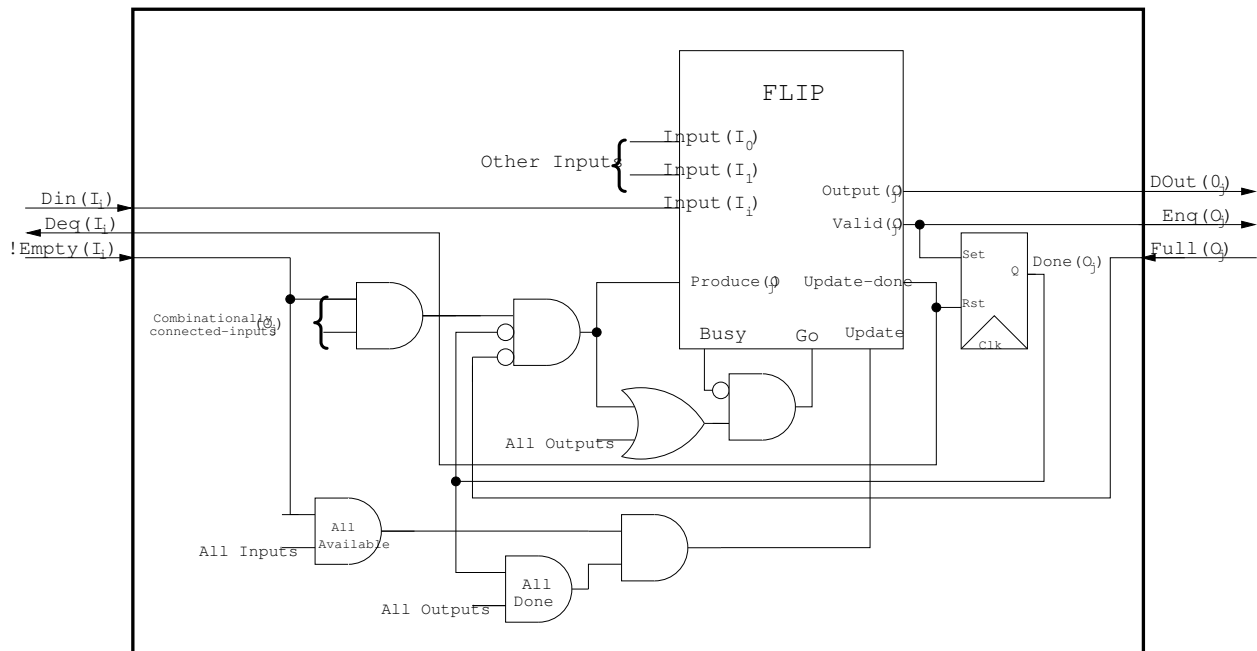 FLIP
Input(I0)
Other Inputs
Input(I1)
Input(Ii)
Output(Oj)
Valid(Oj)
Din(Ii)
Deq(Ii)
!Empty(Ii)
DOut(Oj)
Enq(Oj)
Full(Oj)
Set
Q
Done(Oj)
Rst
Clk
Produce(Oj)
Update-done
Busy
Go
Update
Combinationally
connected-inputs(Oj)
All Outputs
All
Available
All Inputs
All
Done
All Outputs